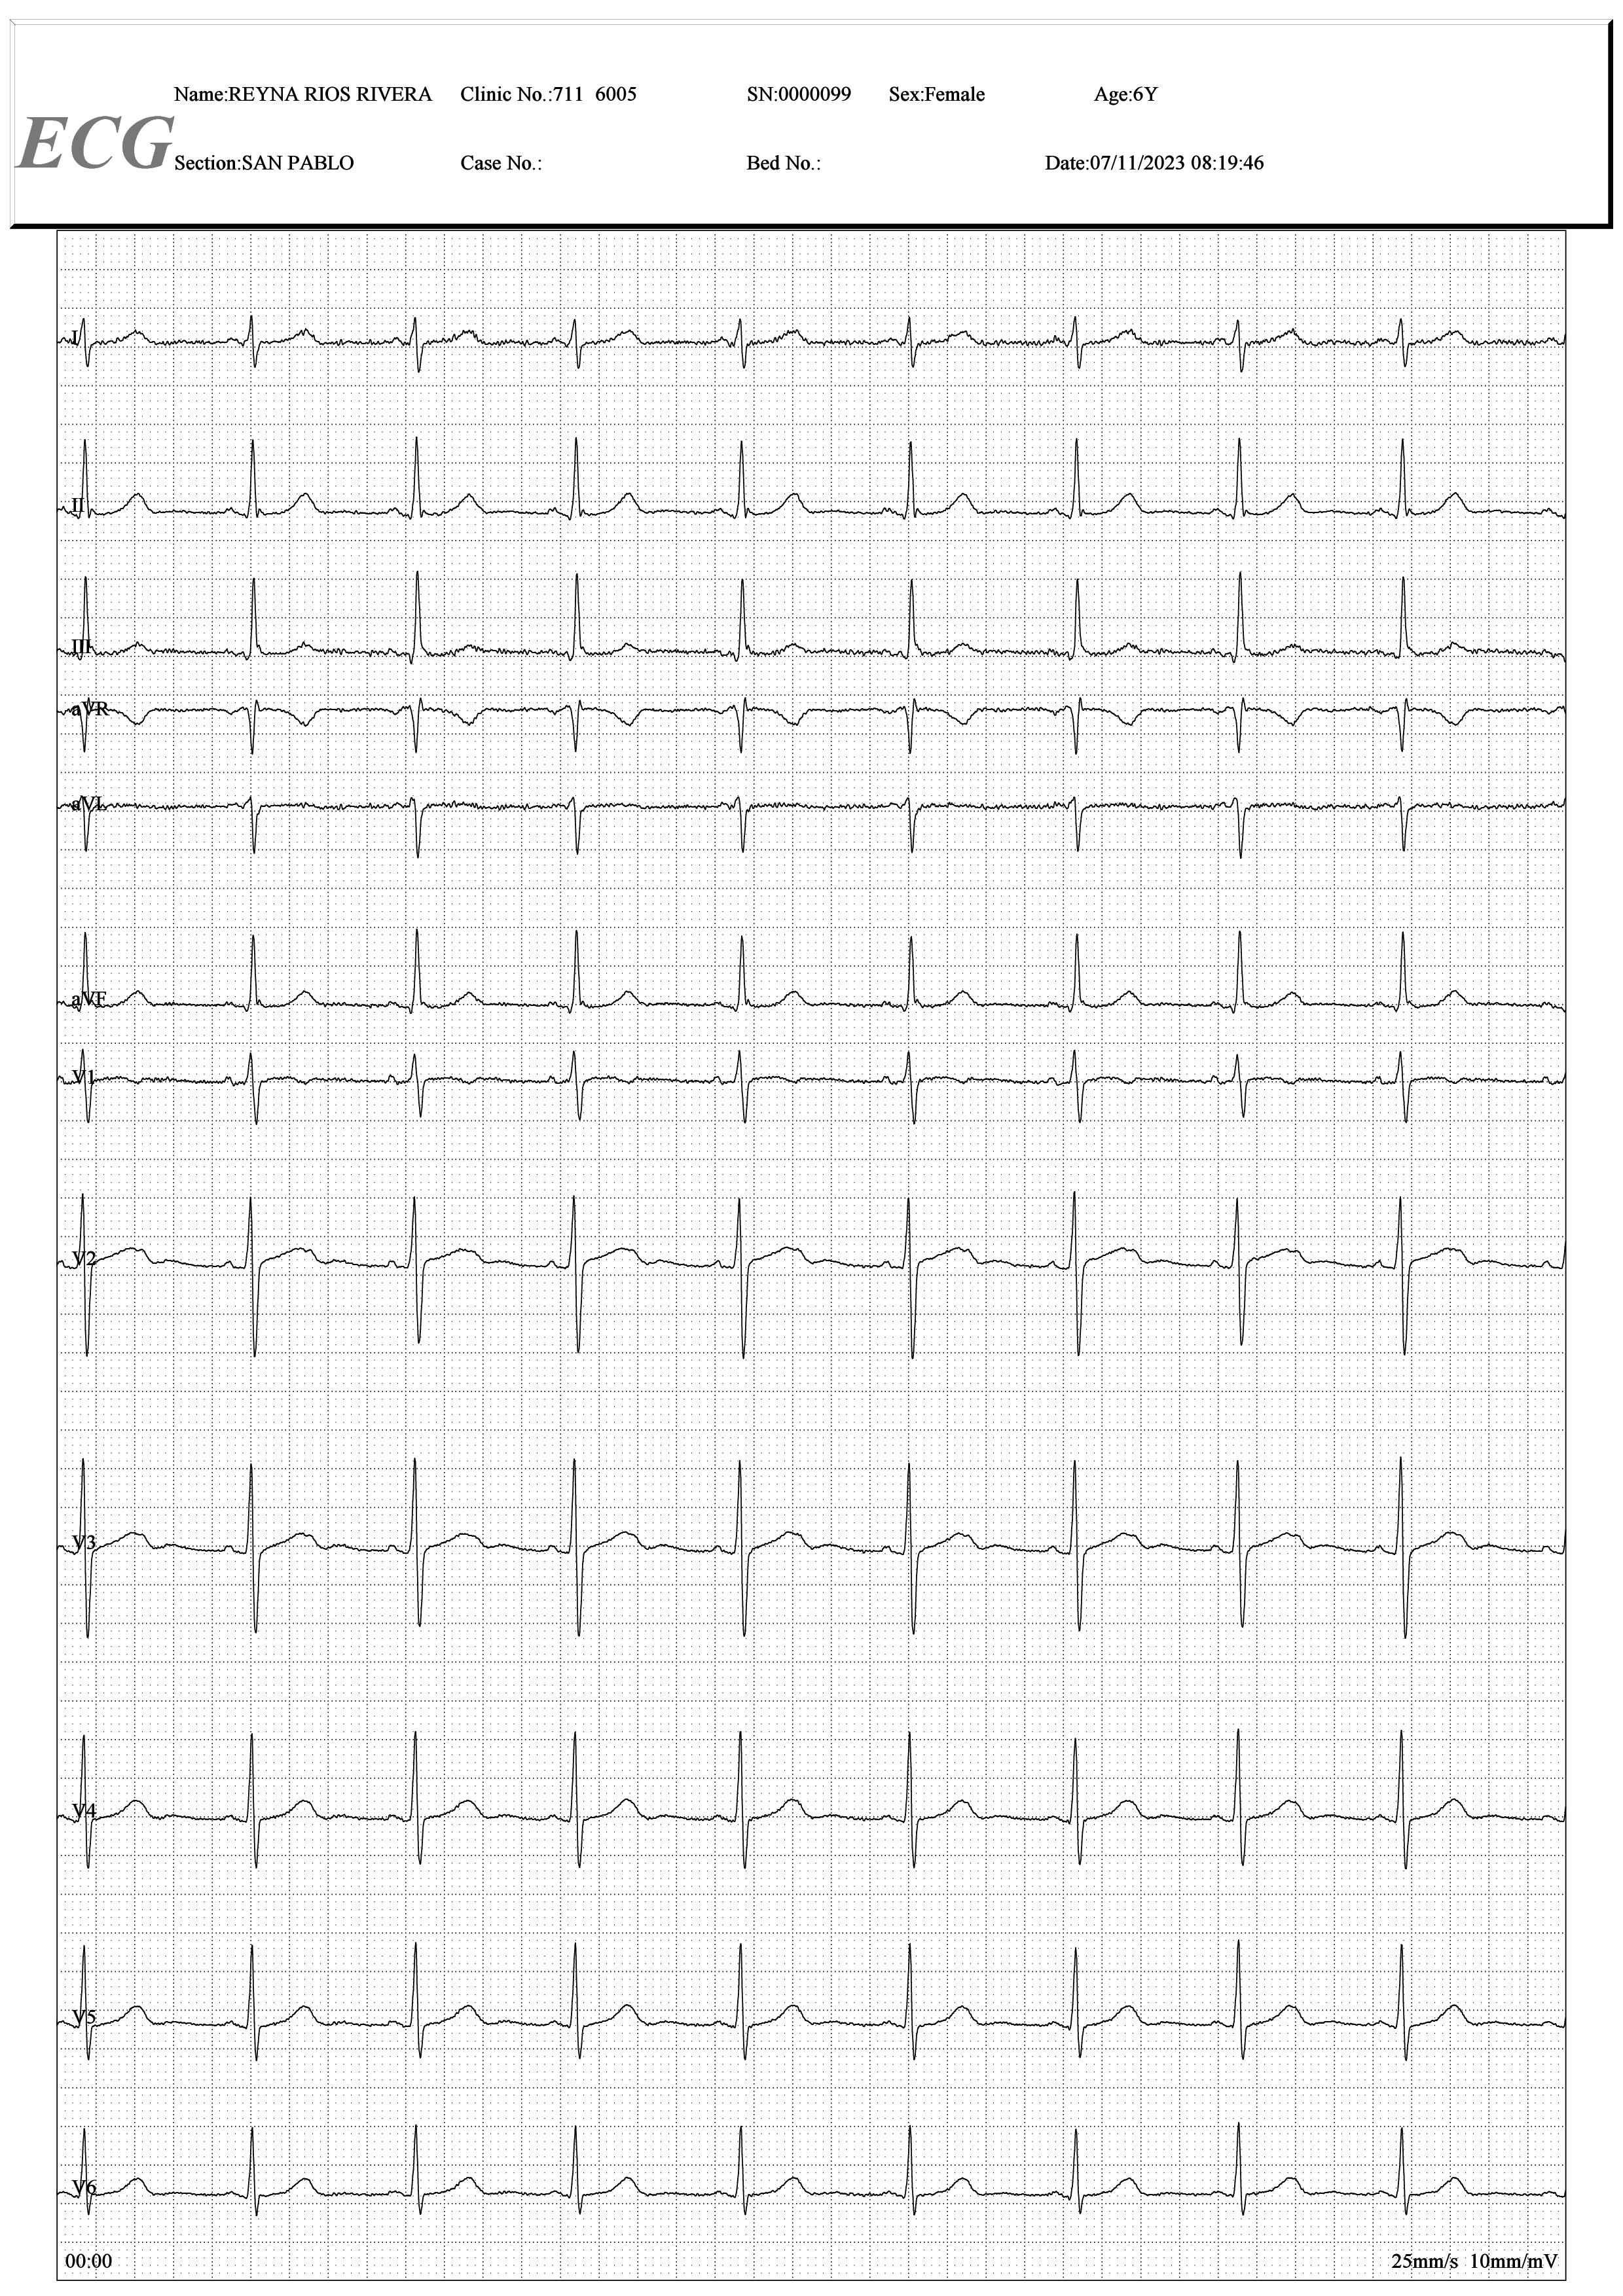 Name:REYNA RIOS RIVERA Clinic No.:711 6005 SN:0000099 Sex:Female Age:6Y
ECG
Section:SAN PABLO Case No.: Bed No.: Date:07/11/2023 08:19:46
I
II
III
aVR
aVL
aVF
V1
V2
V3
V4
V5
V6
00:00 25mm/s 10mm/mV